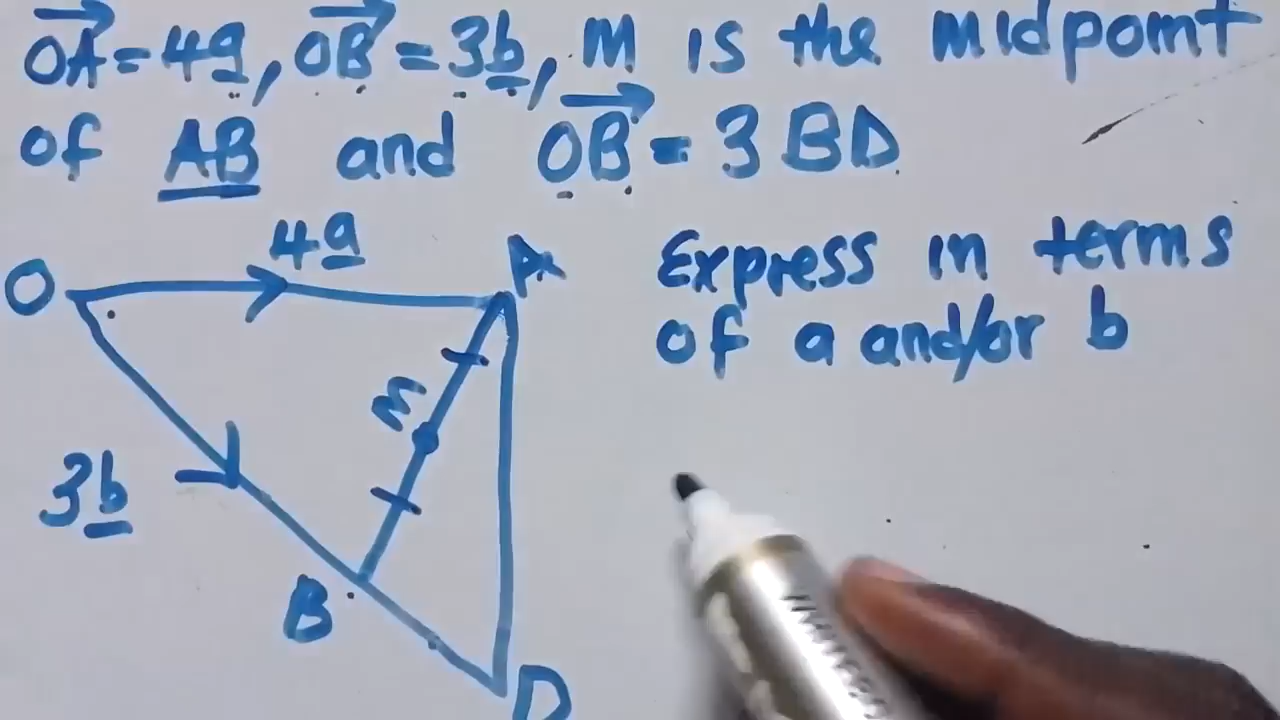 OA = 4a, OB = 3b, M is the midpoint
of AB and OB = 3BD
4a
O
A
Express in terms
of a and/or b
M
3b
B
D